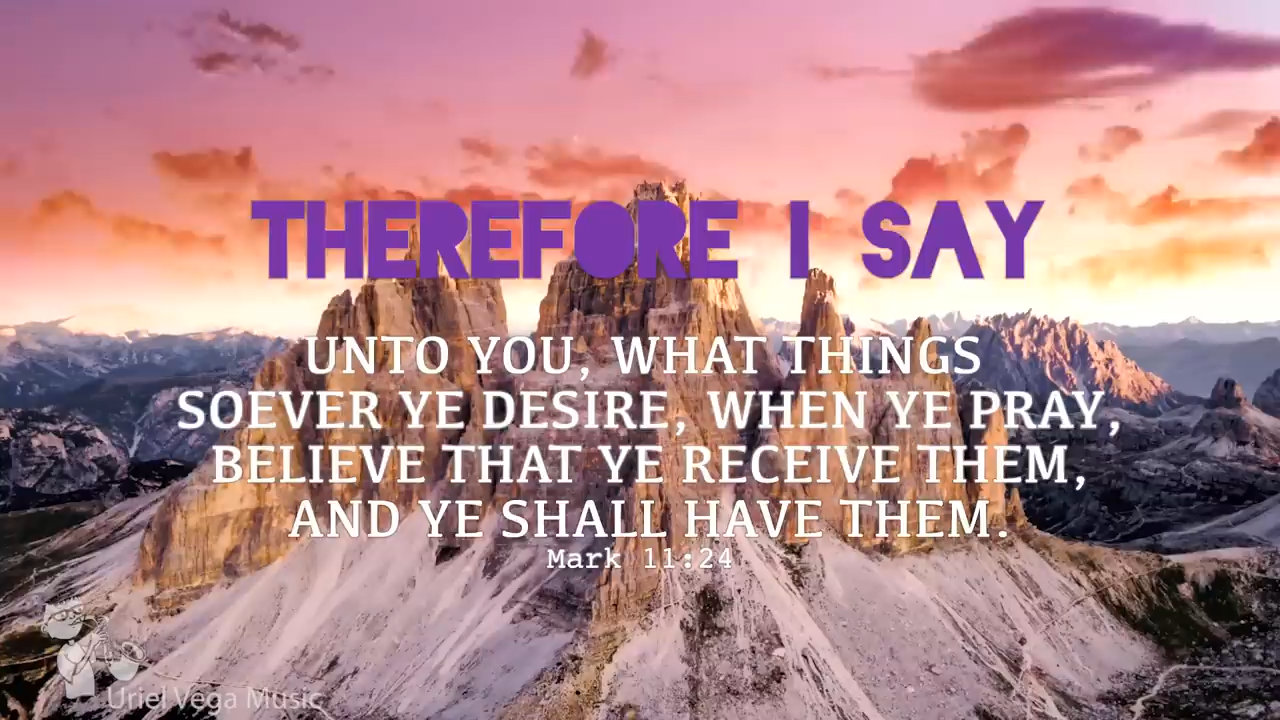 THEREFORE I SAY
UNTO YOU, WHAT THINGS
SOEVER YE DESIRE, WHEN YE PRAY,
BELIEVE THAT YE RECEIVE THEM,
AND YE SHALL HAVE THEM.
Mark 11:24
Uriel Vega Music